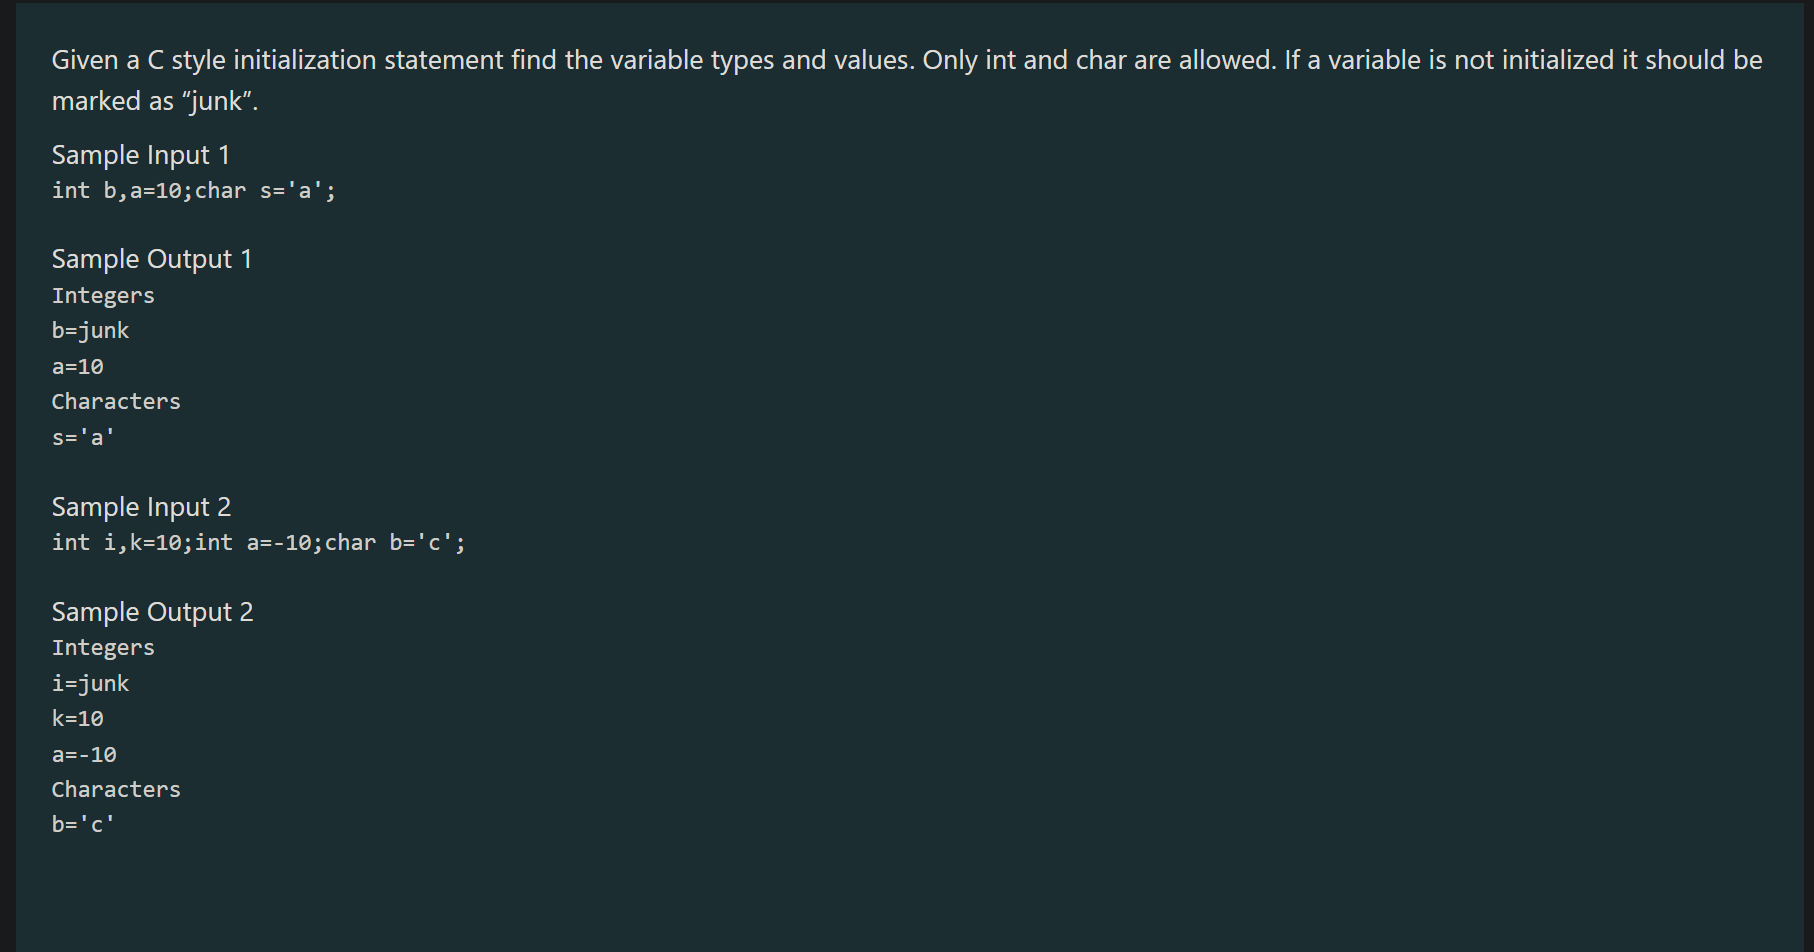 Given a C style initialization statement find the variable types and values. Only int and char are allowed. If a variable is not initialized it should be
marked as “junk”.
Sample Input 1
int b,a=10;char s='a';
Sample Output 1
Integers
b=junk
a=10
Characters
s='a'
Sample Input 2
int i,k=10;int a=-10;char b='c';
Sample Output 2
Integers
i=junk
k=10
a=-10
Characters
b='c'